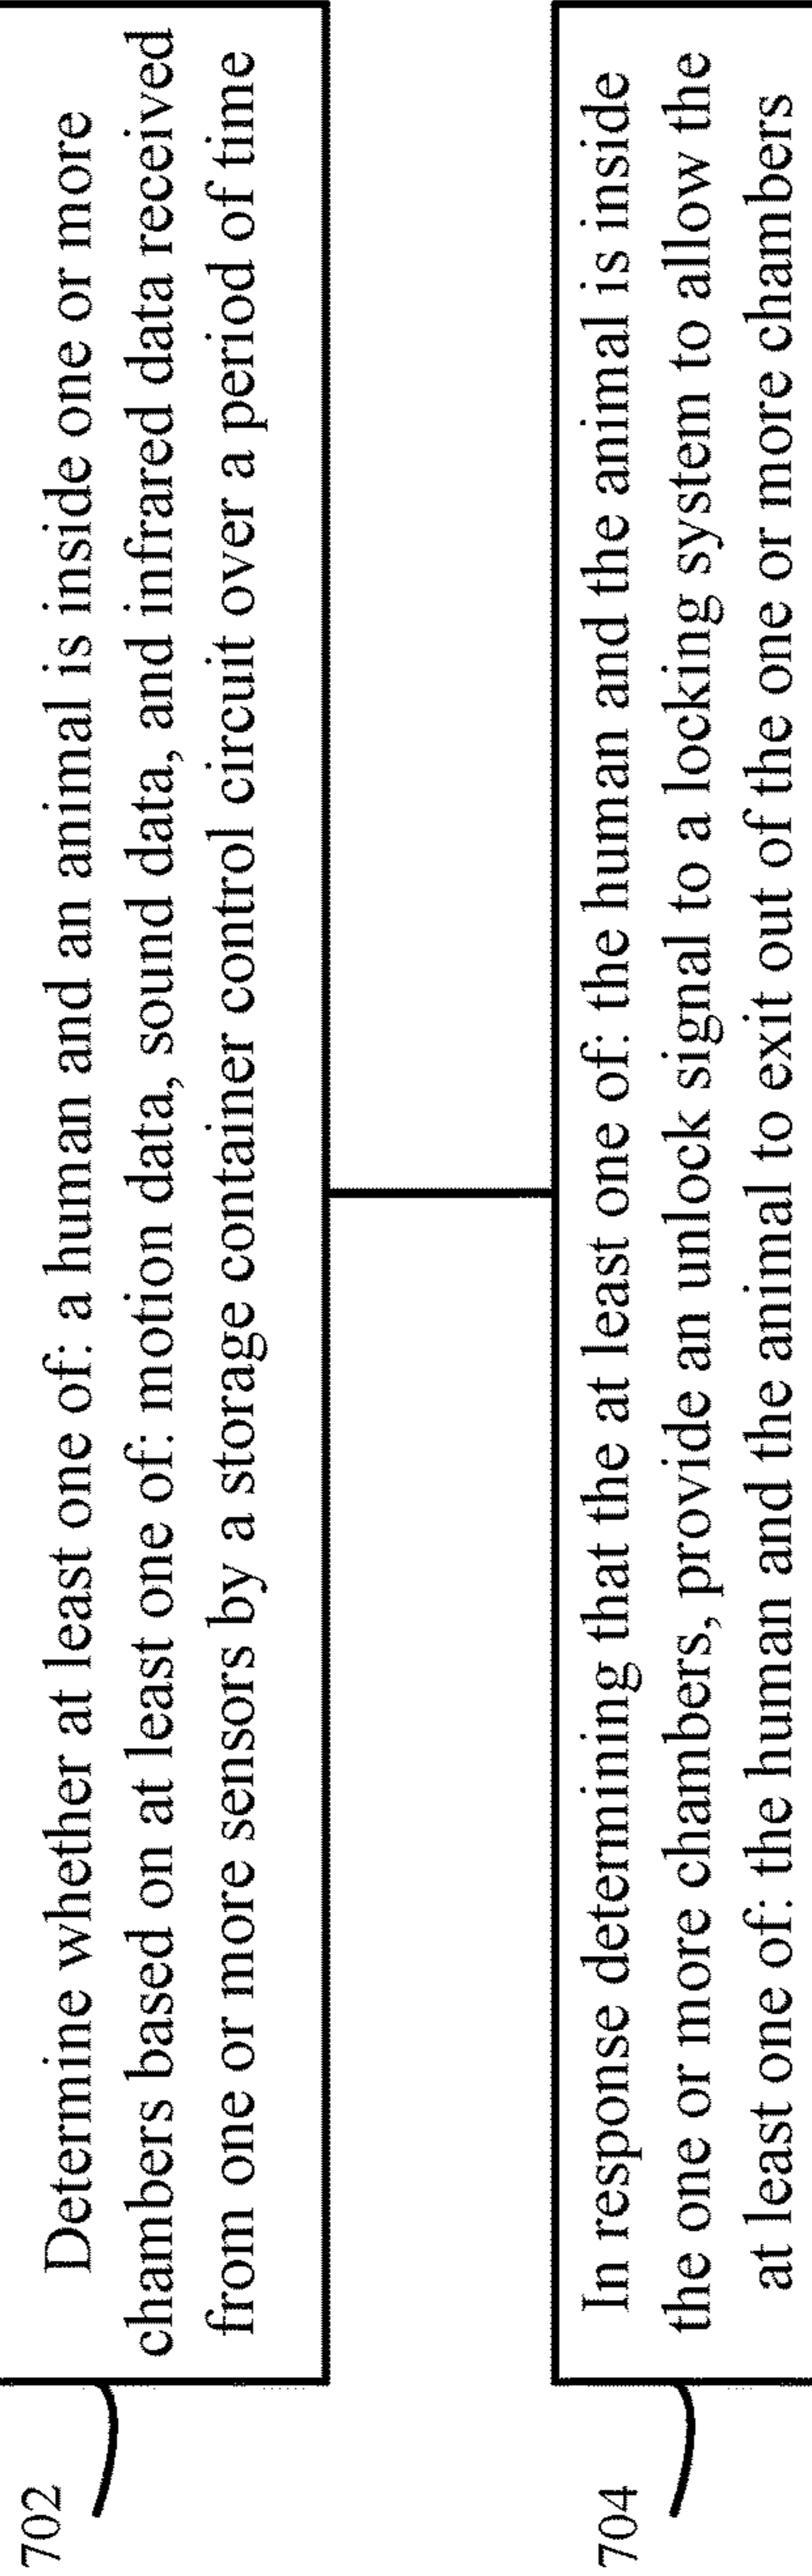 702
Determine whether at least one of: a human and an animal is inside one or more
chambers based on at least one of: motion data, sound data, and infrared data received
from one or more sensors by a storage container control circuit over a period of time
704
In response determining that the at least one of: the human and the animal is inside
the one or more chambers, provide an unlock signal to a locking system to allow the
at least one of: the human and the animal to exit out of the one or more chambers